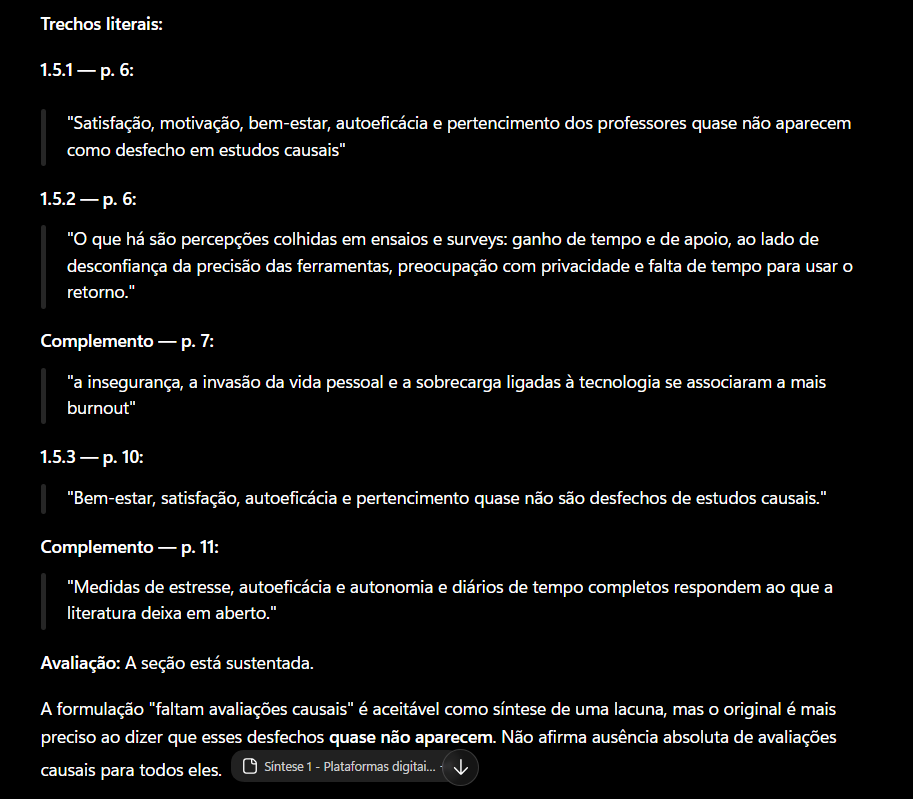 Trechos literais:
1.5.1 — p. 6:
"Satisfação, motivação, bem-estar, autoeficácia e pertencimento dos professores quase não aparecem
como desfecho em estudos causais"
1.5.2 — p. 6:
"O que há são percepções colhidas em ensaios e surveys: ganho de tempo e de apoio, ao lado de
desconfiança da precisão das ferramentas, preocupação com privacidade e falta de tempo para usar o
retorno."
Complemento — p. 7:
"a insegurança, a invasão da vida pessoal e a sobrecarga ligadas à tecnologia se associaram a mais
burnout"
1.5.3 — p. 10:
"Bem-estar, satisfação, autoeficácia e pertencimento quase não são desfechos de estudos causais."
Complemento — p. 11:
"Medidas de estresse, autoeficácia e autonomia e diários de tempo completos respondem ao que a
literatura deixa em aberto."
Avaliação: A seção está sustentada.
A formulação "faltam avaliações causais" é aceitável como síntese de uma lacuna, mas o original é mais
preciso ao dizer que esses desfechos quase não aparecem. Não afirma ausência absoluta de avaliações
causais para todos eles. Síntese 1 - Plataformas digitai...